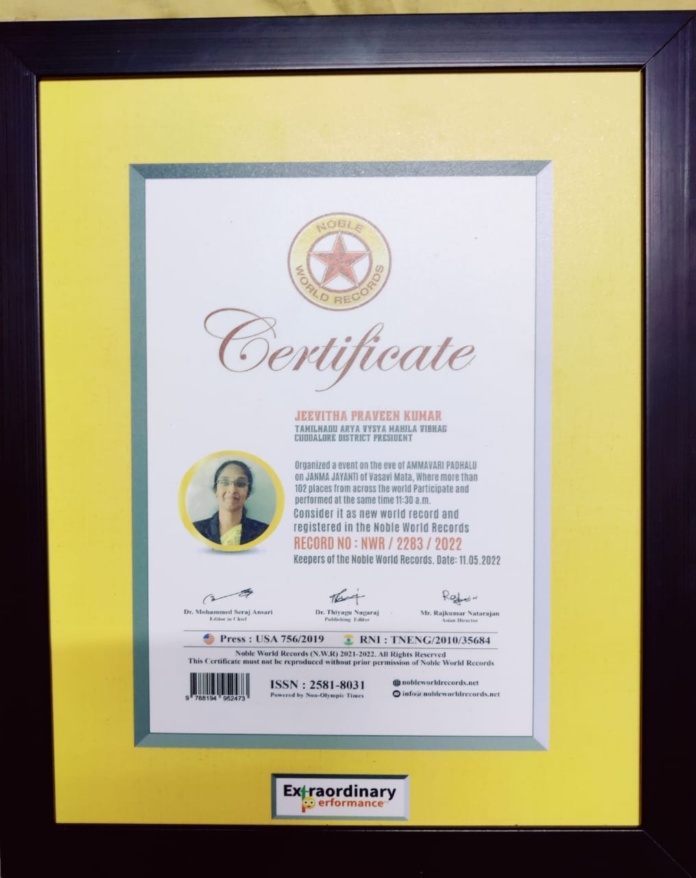 NOBLE
WORLD RECORDS
Certificate
JEEVITHA PRAVEEN KUMAR
TAMILNADU ARYA VYSYA MAHILA VIBHAG
CUDDALORE DISTRICT PRESIDENT
Organized a event on the eve of AMMAVARI PADHALU
on JANMA JAYANTI of Vasavi Mata, Where more than
102 places from across the world Participate and
performed at the same time 11:30 a.m.
Consider it as new world record and
registered in the Noble World Records
RECORD NO : NWR / 2283 / 2022
Keepers of the Noble World Records. Date: 11.05.2022
Dr. Mohammed Seraj Ansari
Editor in Chief
Dr. Thiyagu Nagaraj
Publishing Editor
Mr. Rajkumar Natarajan
Asian Director
Press : USA 756/2019
RNI : TNENG/2010/35684
Noble World Records (N.W.R) 2021-2022. All Rights Reserved
This Certificate must not be reproduced without prior permission of Noble World Records
9 788194 952473
ISSN : 2581-8031
Powered by Non-Olympic Times
nobleworldrecords.net
info@nobleworldrecords.net
Extraordinary
Performance